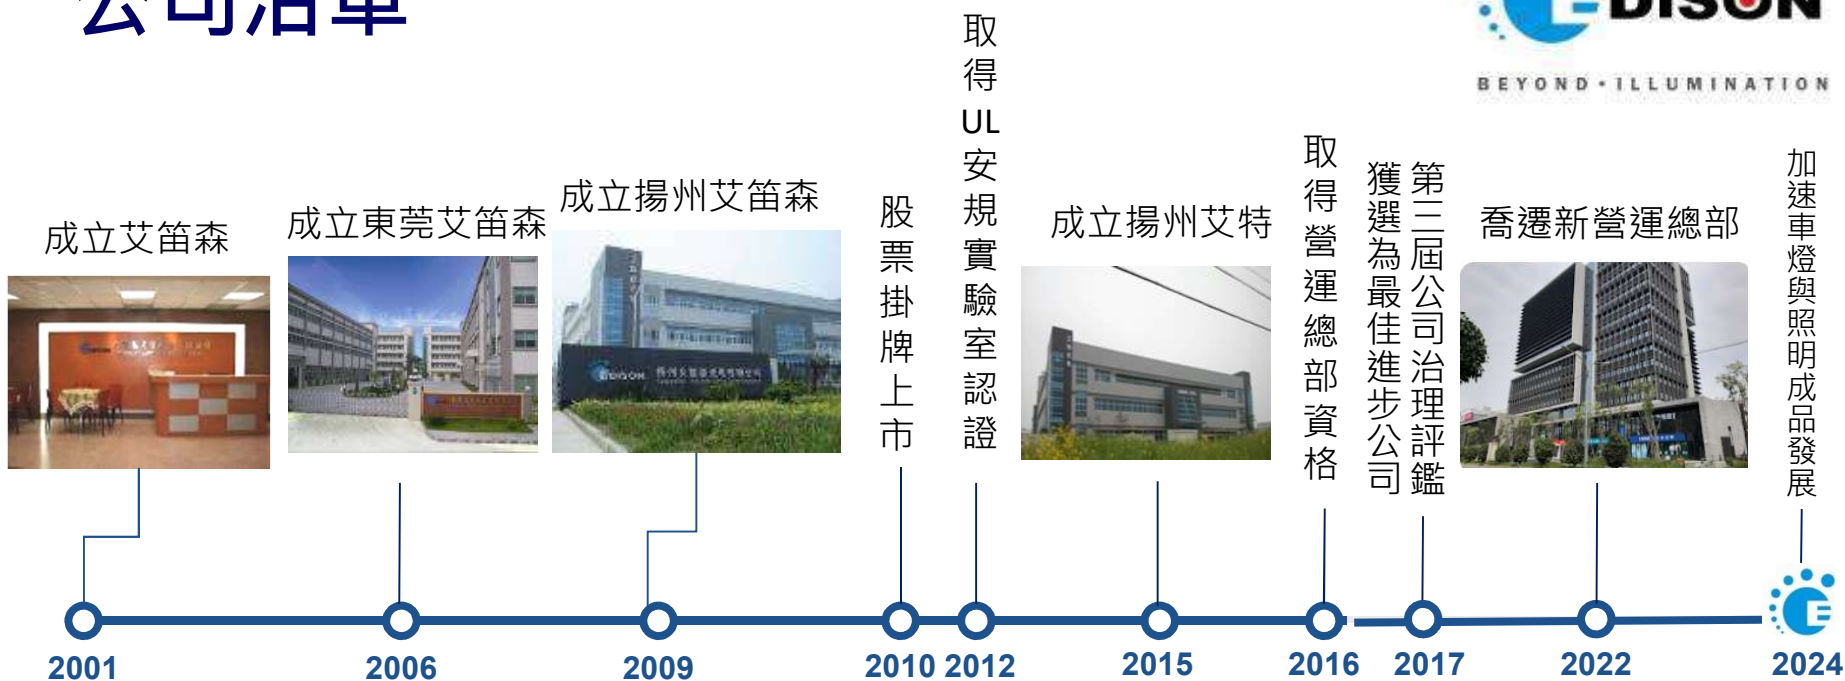 公司沿革
EDISON
BEYOND·ILLUMINATION
成立艾笛森
成立東莞艾笛森
成立揚州艾笛森
股票掛牌上市
取得UL安規實驗室認證
成立揚州艾特
取得營運總部資格
第三屆公司治理評鑑
獲選為最佳進步公司
喬遷新營運總部
加速車燈與照明成品發展
EDISON
2001
2006
2009
2010
2012
2015
2016
2017
2022
2024